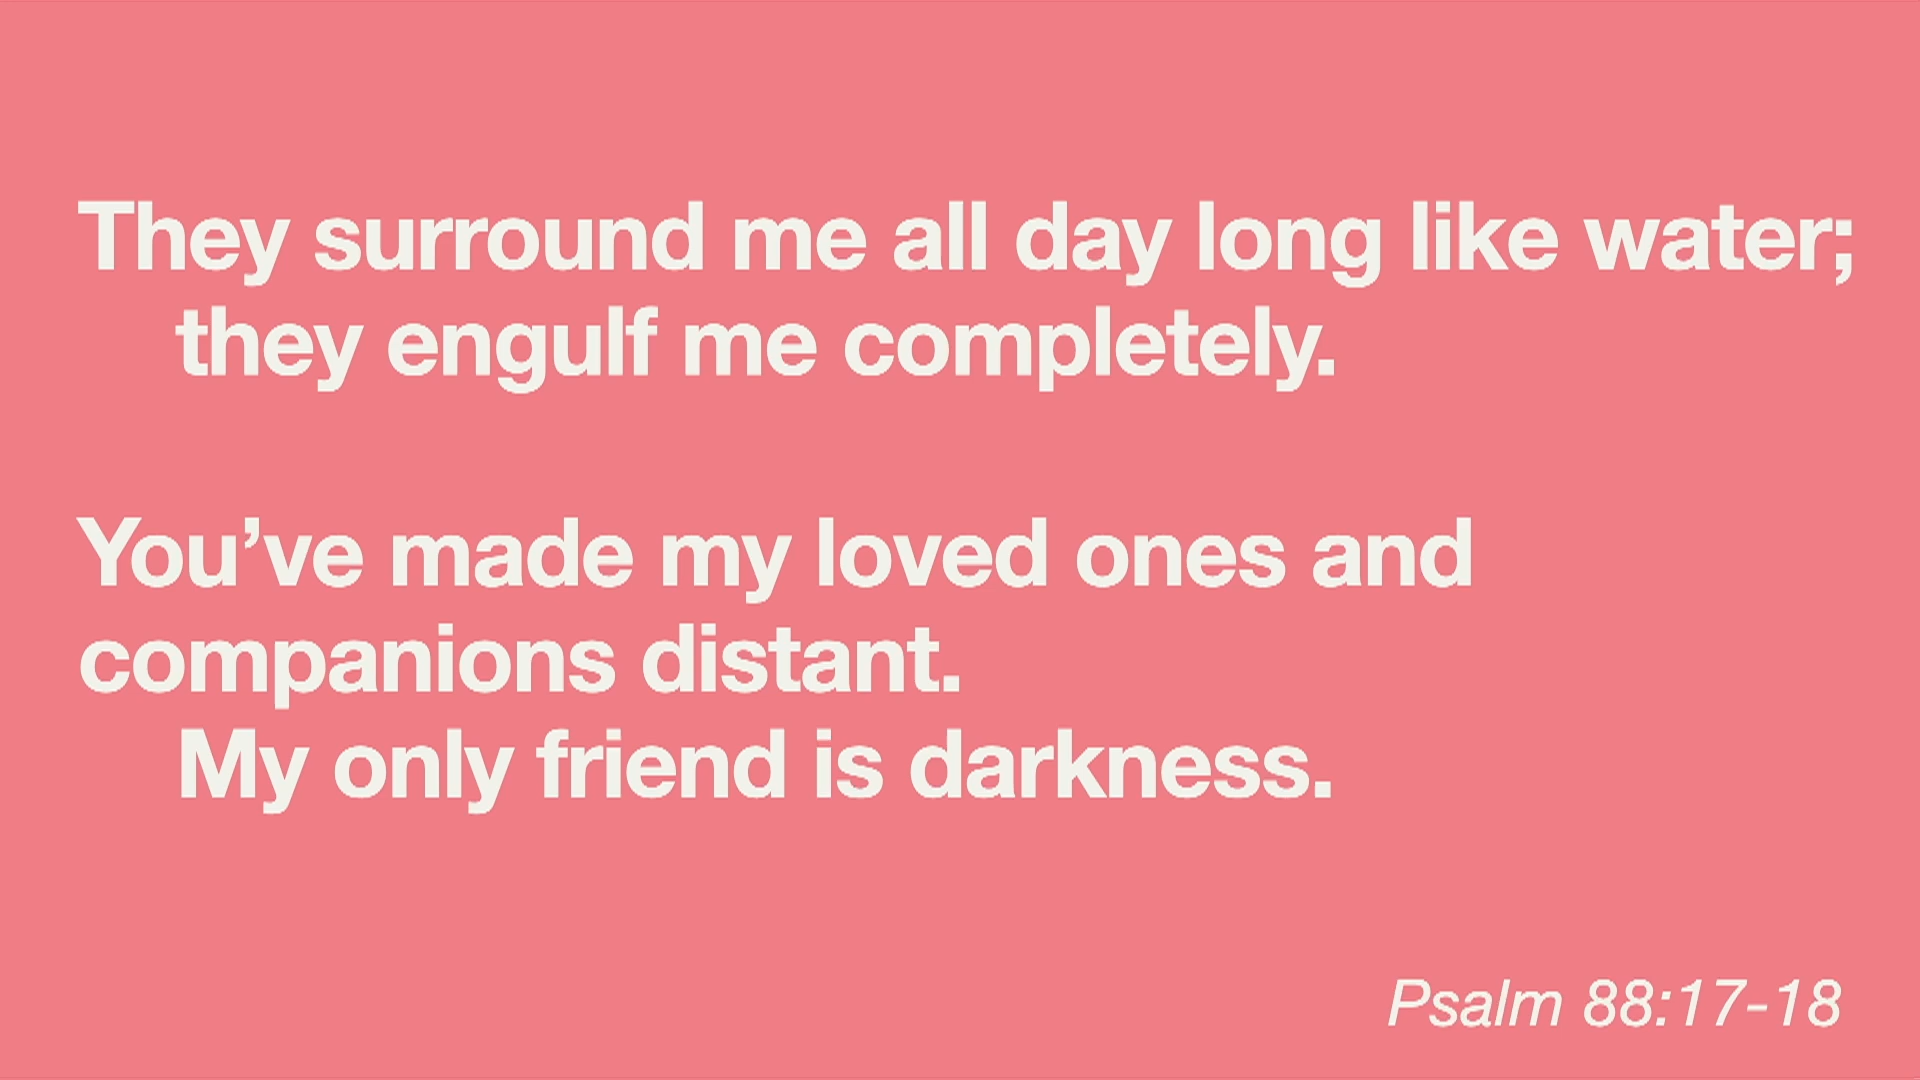 They surround me all day long like water;
they engulf me completely.
You’ve made my loved ones and
companions distant.
My only friend is darkness.
Psalm 88:17-18